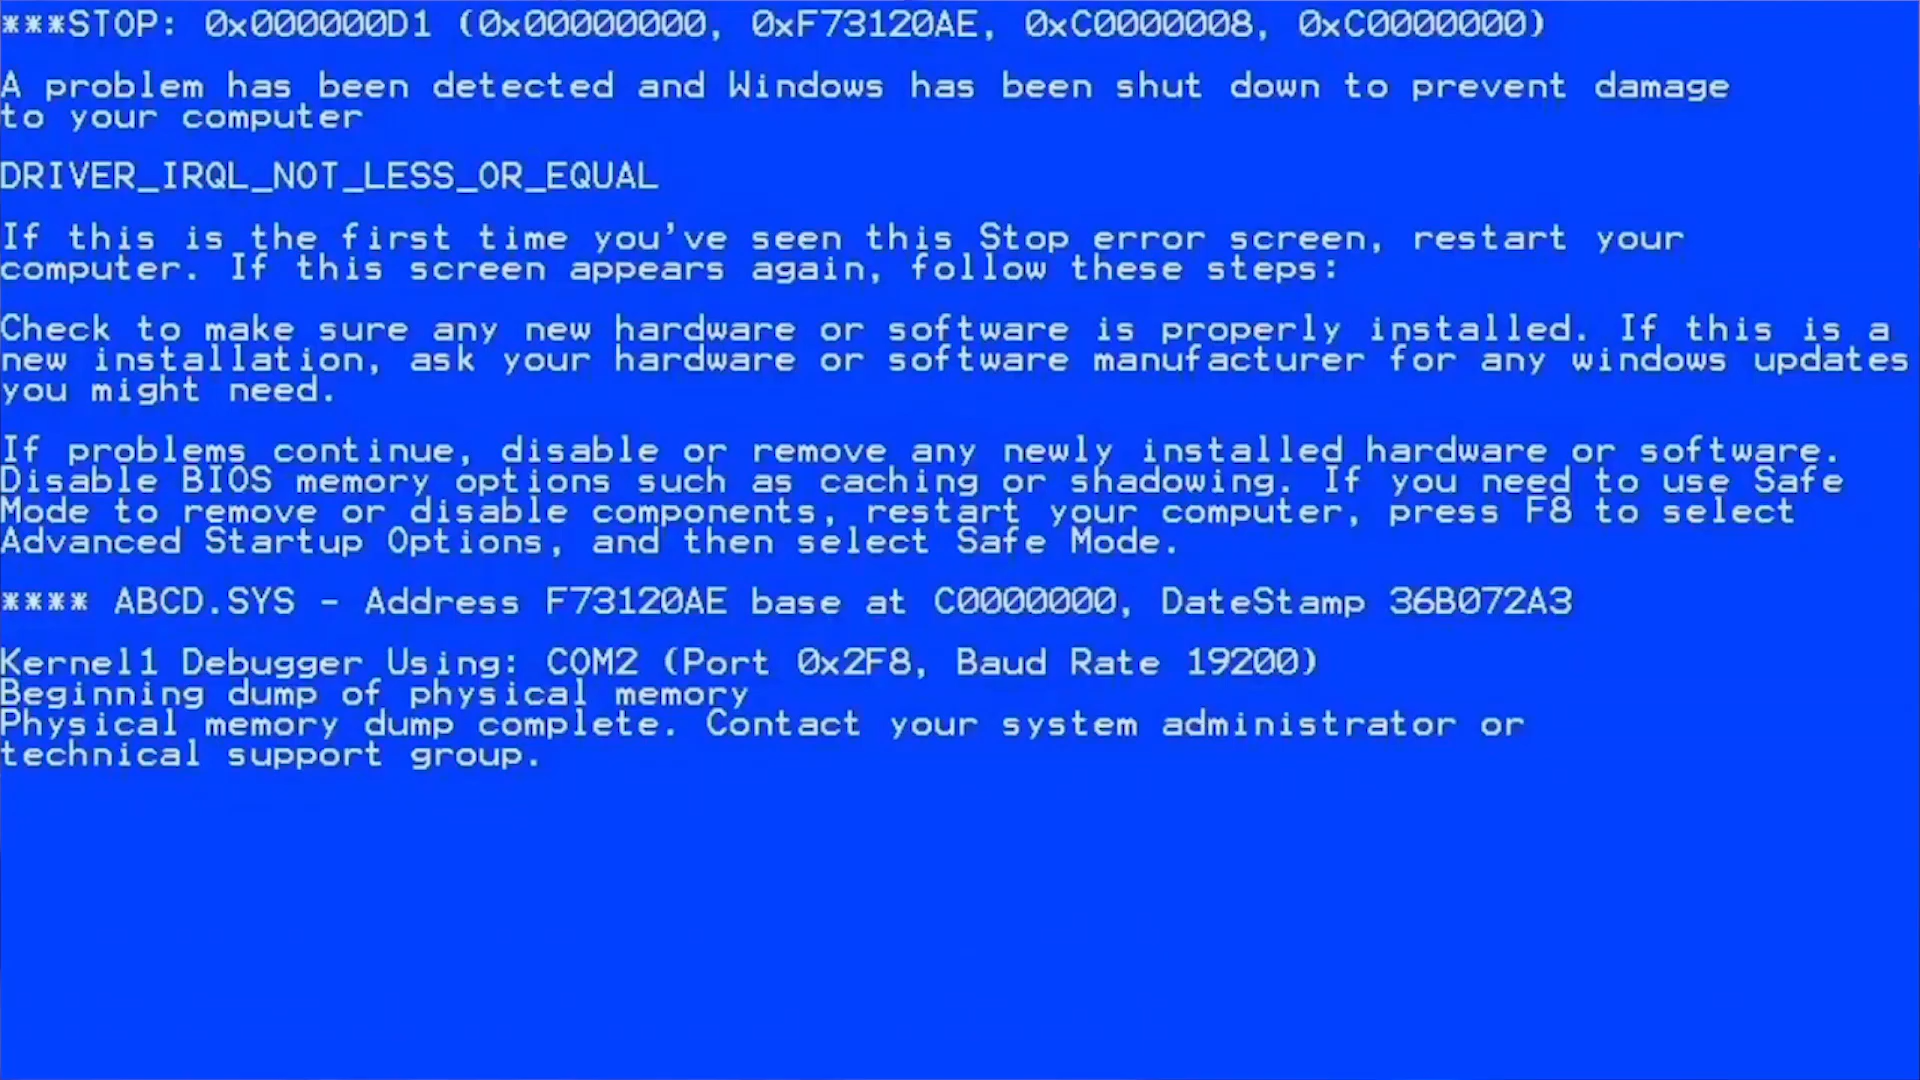 ***STOP: 0x000000D1 (0x00000000, 0xF73120AE, 0xC0000008, 0xC0000000)
A problem has been detected and Windows has been shut down to prevent damage
to your computer
DRIVER_IRQL_NOT_LESS_OR_EQUAL
If this is the first time you've seen this Stop error screen, restart your
computer. If this screen appears again, follow these steps:
Check to make sure any new hardware or software is properly installed. If this is a
new installation, ask your hardware or software manufacturer for any windows updates
you might need.
If problems continue, disable or remove any newly installed hardware or software.
Disable BIOS memory options such as caching or shadowing. If you need to use Safe
Mode to remove or disable components, restart your computer, press F8 to select
Advanced Startup Options, and then select Safe Mode.
**** ABCD.SYS - Address F73120AE base at C0000000, DateStamp 36B072A3
Kernel1 Debugger Using: COM2 (Port 0x2F8, Baud Rate 19200)
Beginning dump of physical memory
Physical memory dump complete. Contact your system administrator or
technical support group.